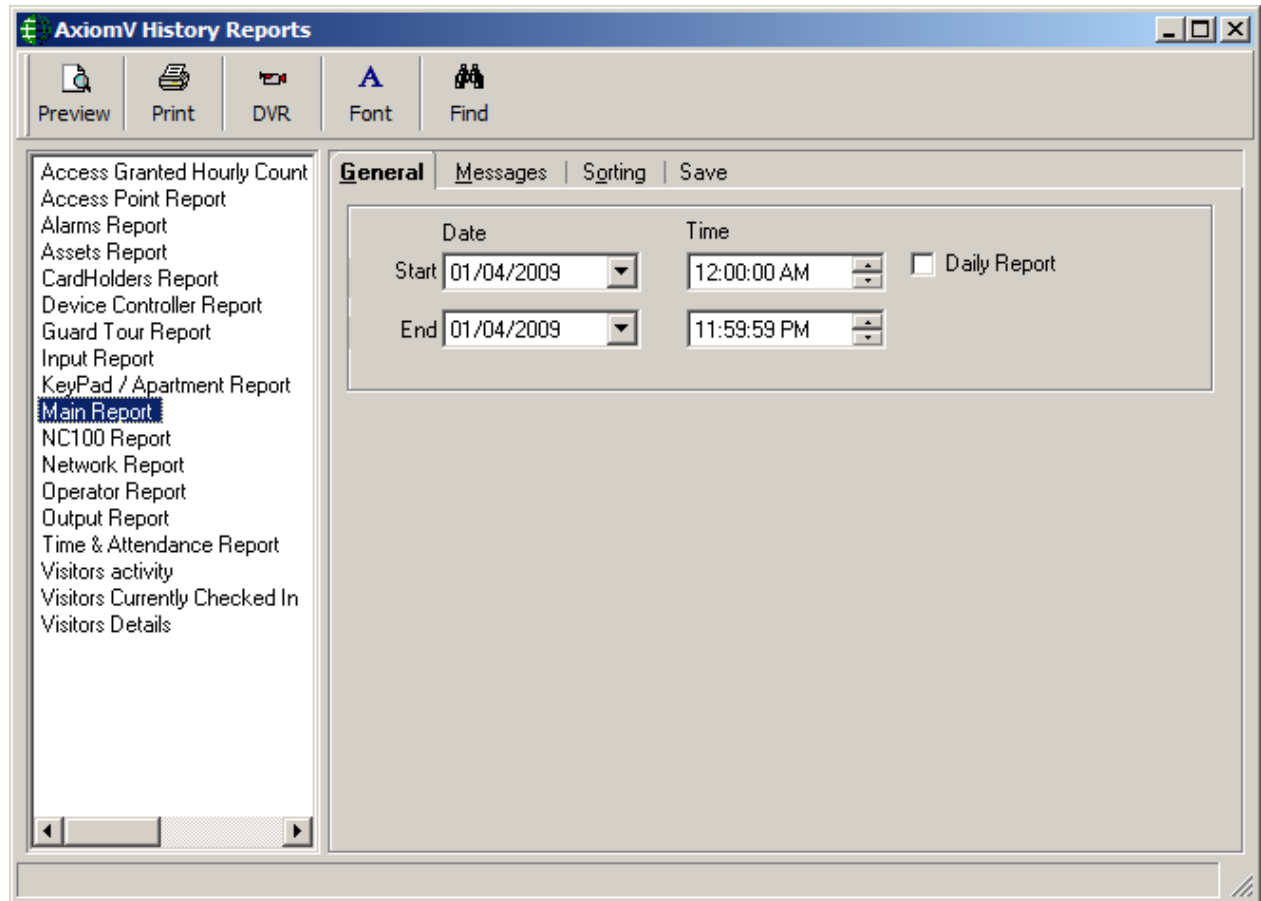 AxiomV History Reports
Preview Print DVR Font Find
Access Granted Hourly Count
Access Point Report
Alarms Report
Assets Report
CardHolders Report
Device Controller Report
Guard Tour Report
Input Report
KeyPad / Apartment Report
Main Report
NC100 Report
Network Report
Operator Report
Output Report
Time & Attendance Report
Visitors activity
Visitors Currently Checked In
Visitors Details
General Messages Sorting Save
Date Time
Start 01/04/2009 12:00:00 AM Daily Report
End 01/04/2009 11:59:59 PM